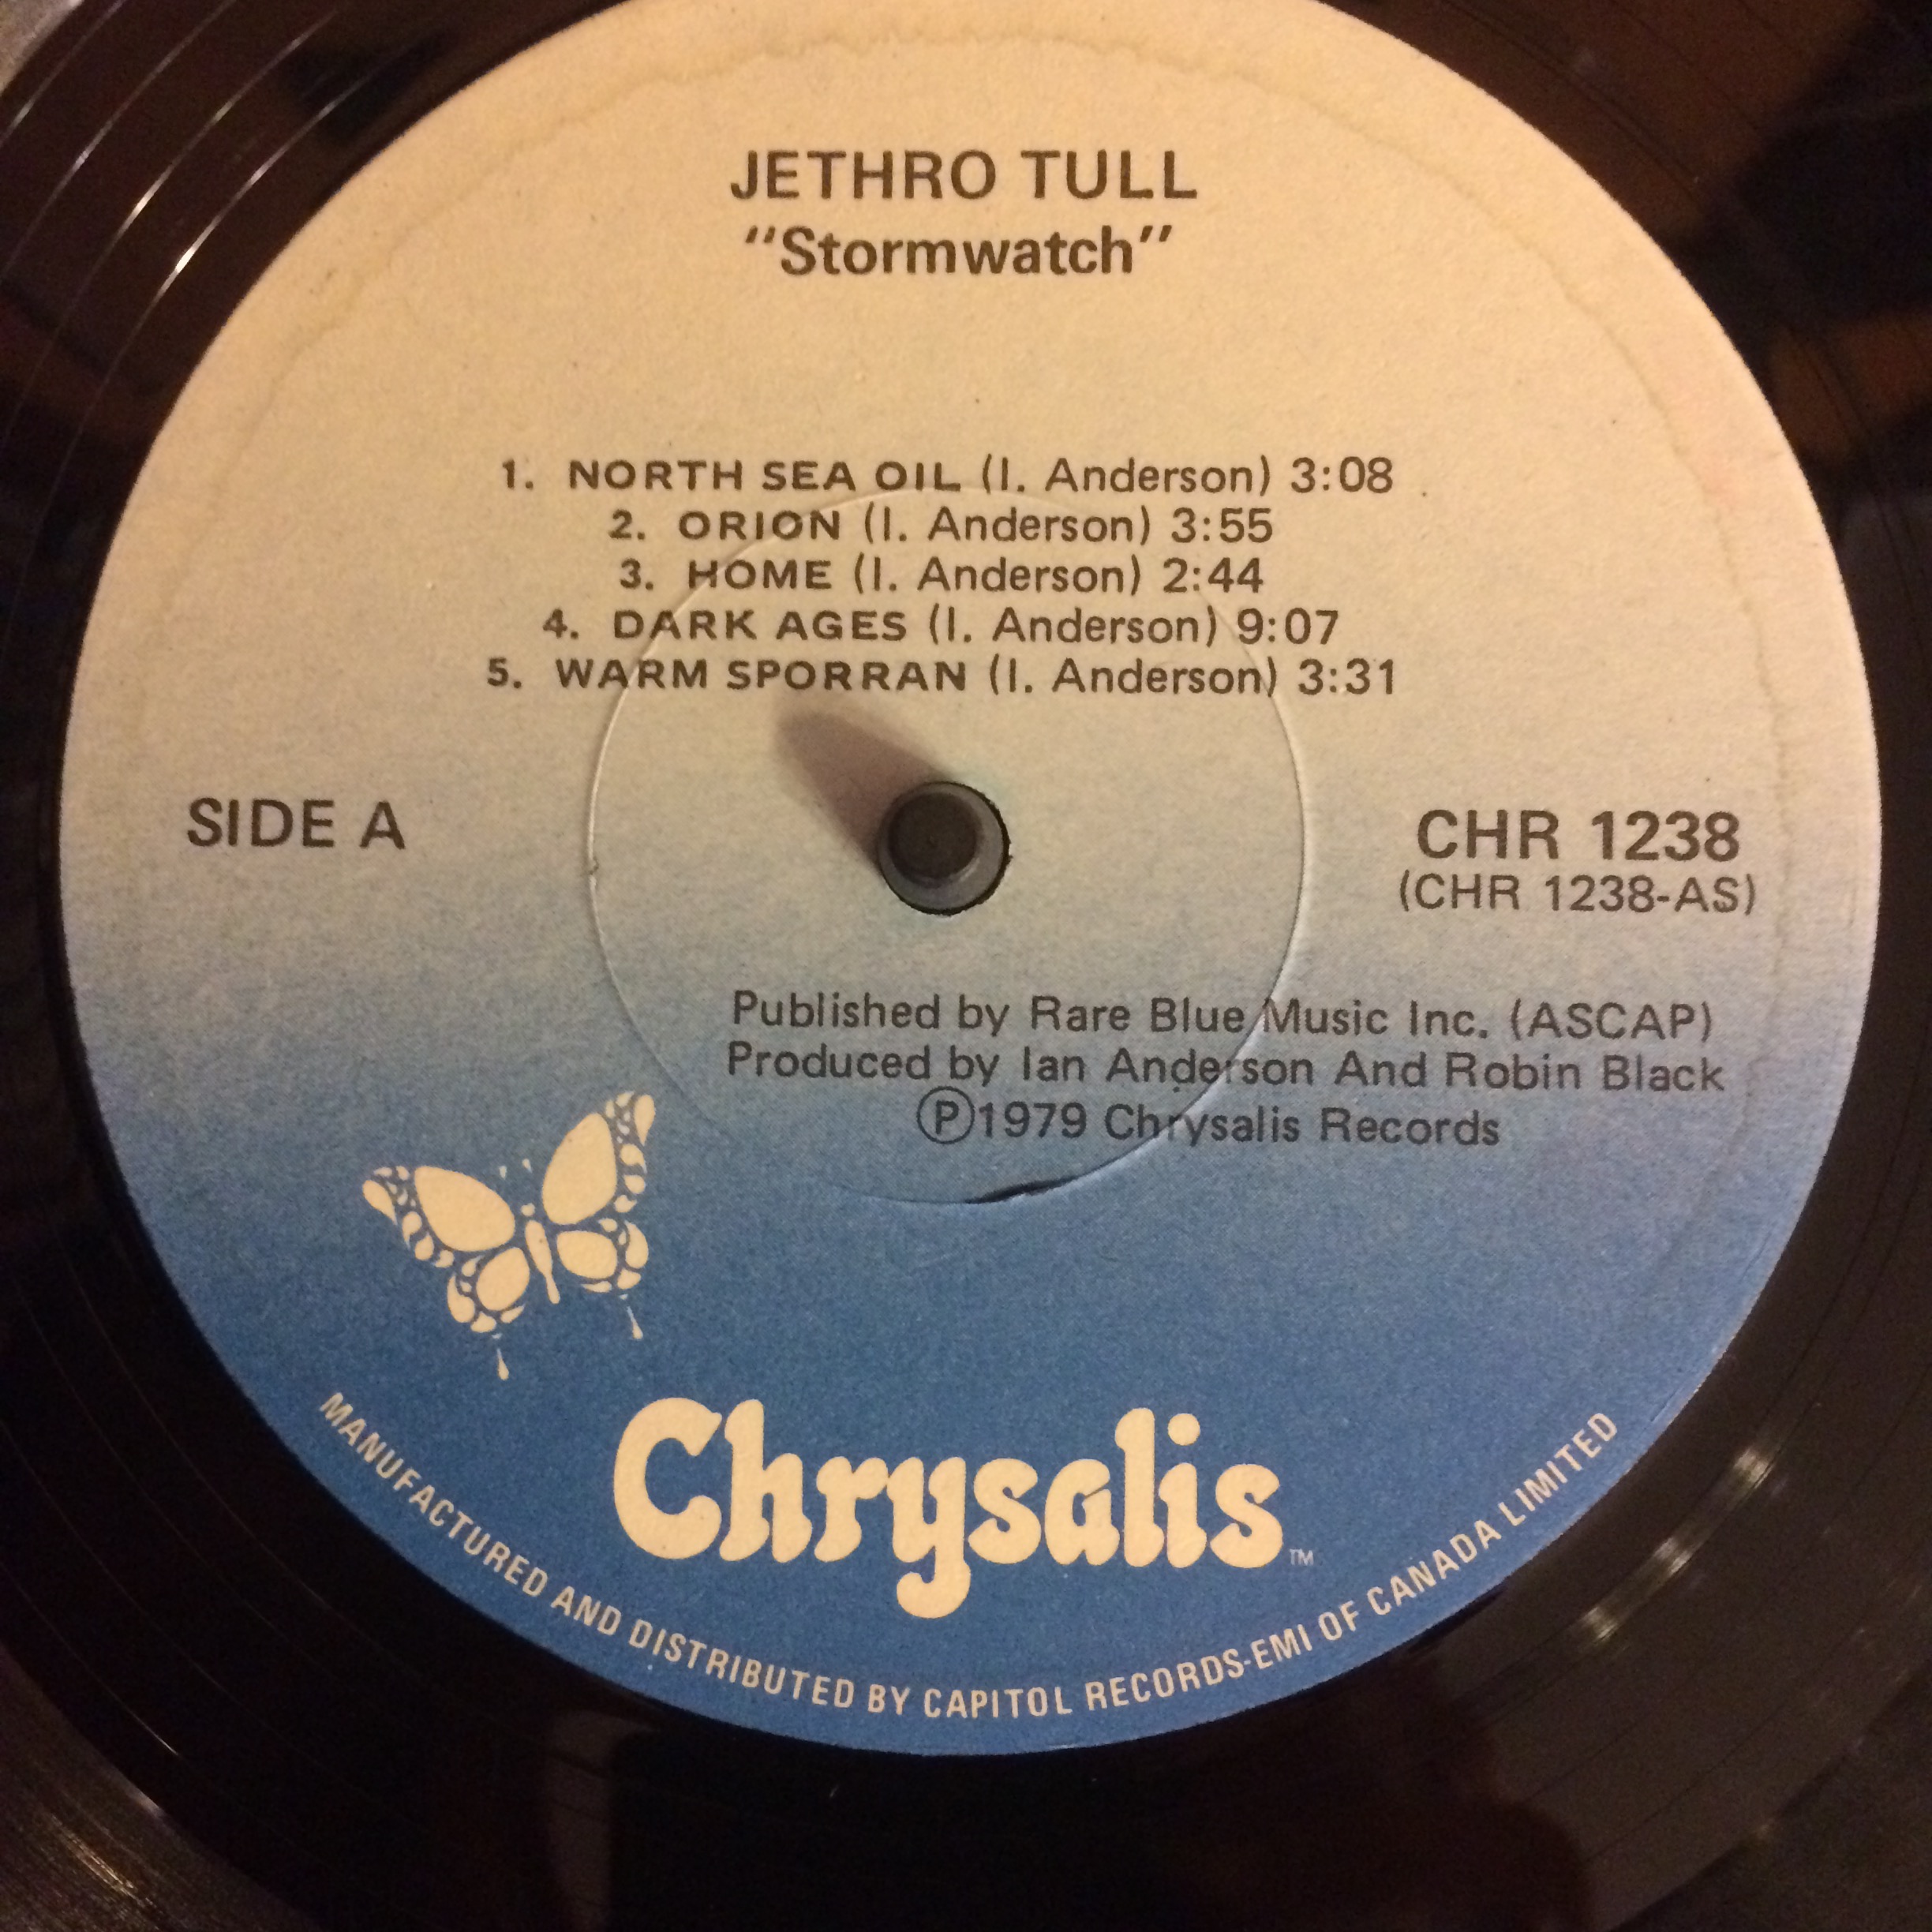 JETHRO TULL
"Stormwatch"
1. NORTH SEA OIL (I. Anderson) 3:08
2. ORION (I. Anderson) 3:55
3. HOME (I. Anderson) 2:44
4. DARK AGES (I. Anderson) 9:07
5. WARM SPORRAN (I. Anderson) 3:31
SIDE A
CHR 1238
(CHR 1238-AS)
Published by Rare Blue Music Inc. (ASCAP)
Produced by Ian Anderson And Robin Black
Ⓟ1979 Chrysalis Records
Chrysalis™
MANUFACTURED AND DISTRIBUTED BY CAPITOL RECORDS-EMI OF CANADA LIMITED